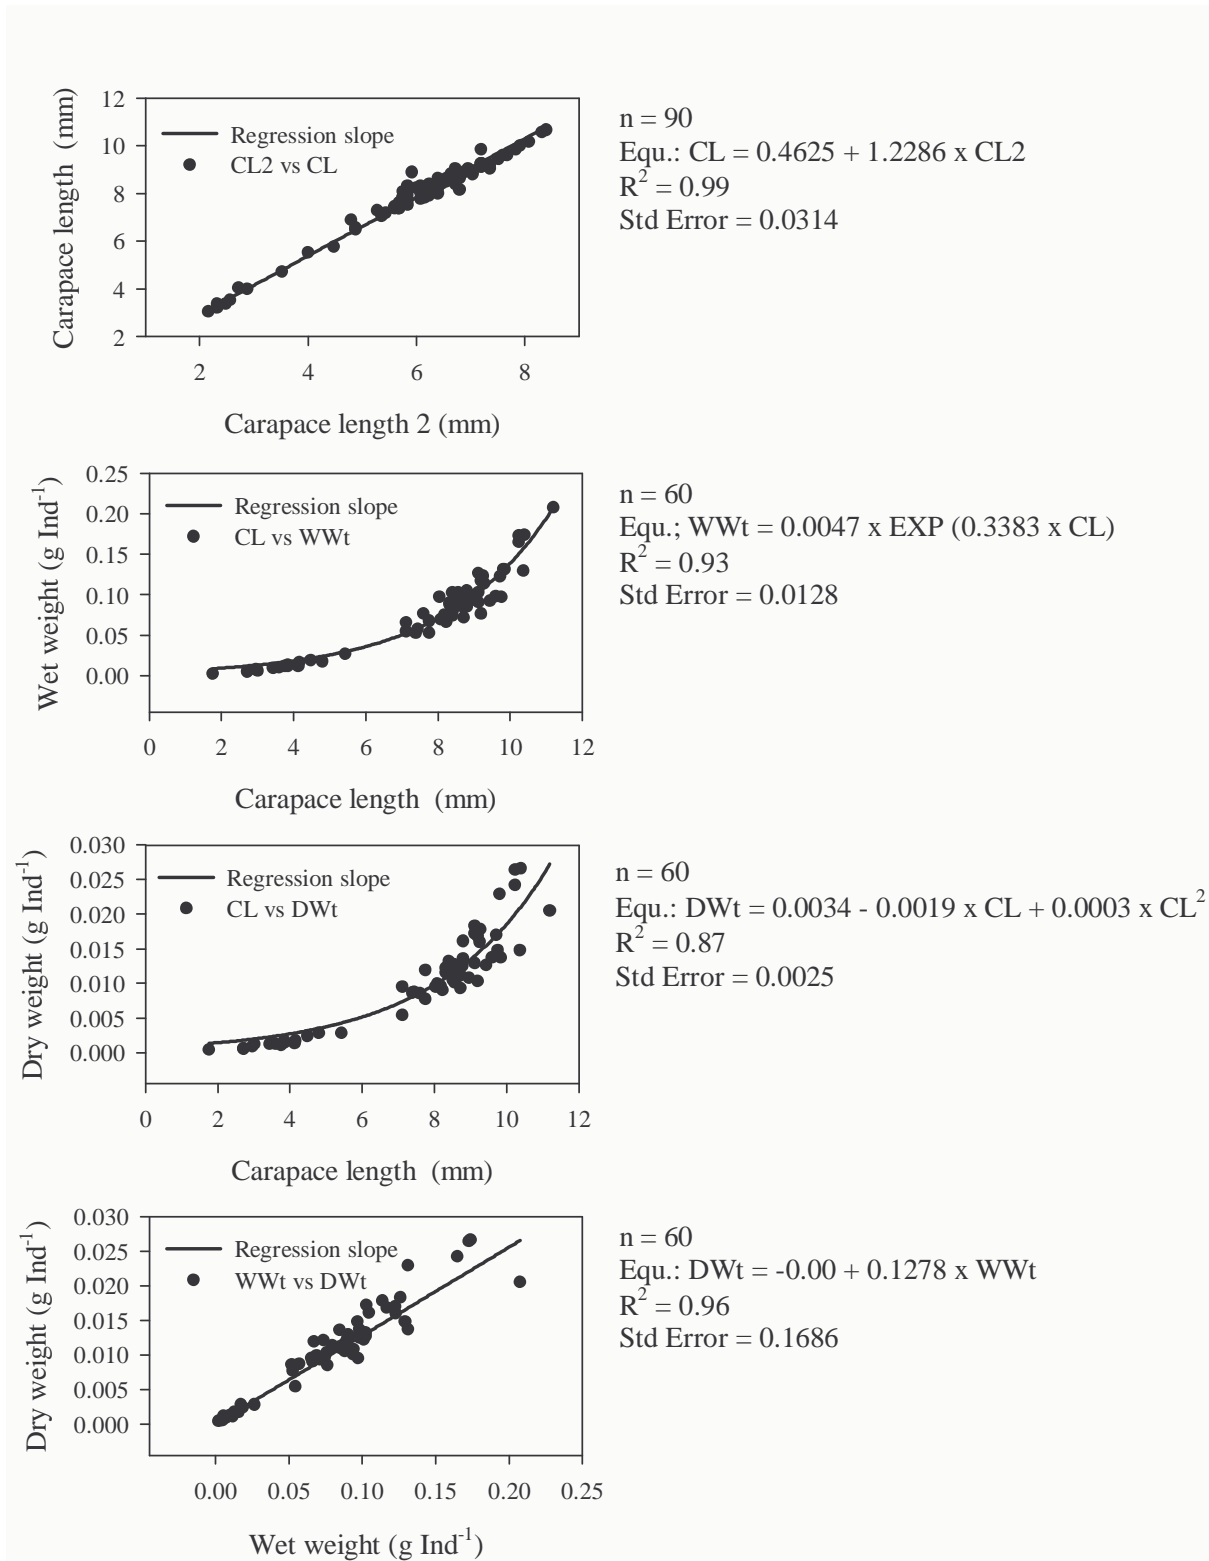 12
10
8
6
4
2
Carapace length (mm)
Regression slope
CL2 vs CL
2 4 6 8
Carapace length 2 (mm)
n = 90
Equ.: CL = 0.4625 + 1.2286 x CL2
R² = 0.99
Std Error = 0.0314
0.25
0.20
0.15
0.10
0.05
0.00
Wet weight (g Ind⁻¹)
Regression slope
CL vs WWt
0 2 4 6 8 10 12
Carapace length (mm)
n = 60
Equ.; WWt = 0.0047 x EXP (0.3383 x CL)
R² = 0.93
Std Error = 0.0128
0.030
0.025
0.020
0.015
0.010
0.005
0.000
Dry weight (g Ind⁻¹)
Regression slope
CL vs DWt
0 2 4 6 8 10 12
Carapace length (mm)
n = 60
Equ.: DWt = 0.0034 - 0.0019 x CL + 0.0003 x CL²
R² = 0.87
Std Error = 0.0025
0.030
0.025
0.020
0.015
0.010
0.005
0.000
Dry weight (g Ind⁻¹)
Regression slope
WWt vs DWt
0.00 0.05 0.10 0.15 0.20 0.25
Wet weight (g Ind⁻¹)
n = 60
Equ.: DWt = -0.00 + 0.1278 x WWt
R² = 0.96
Std Error = 0.1686